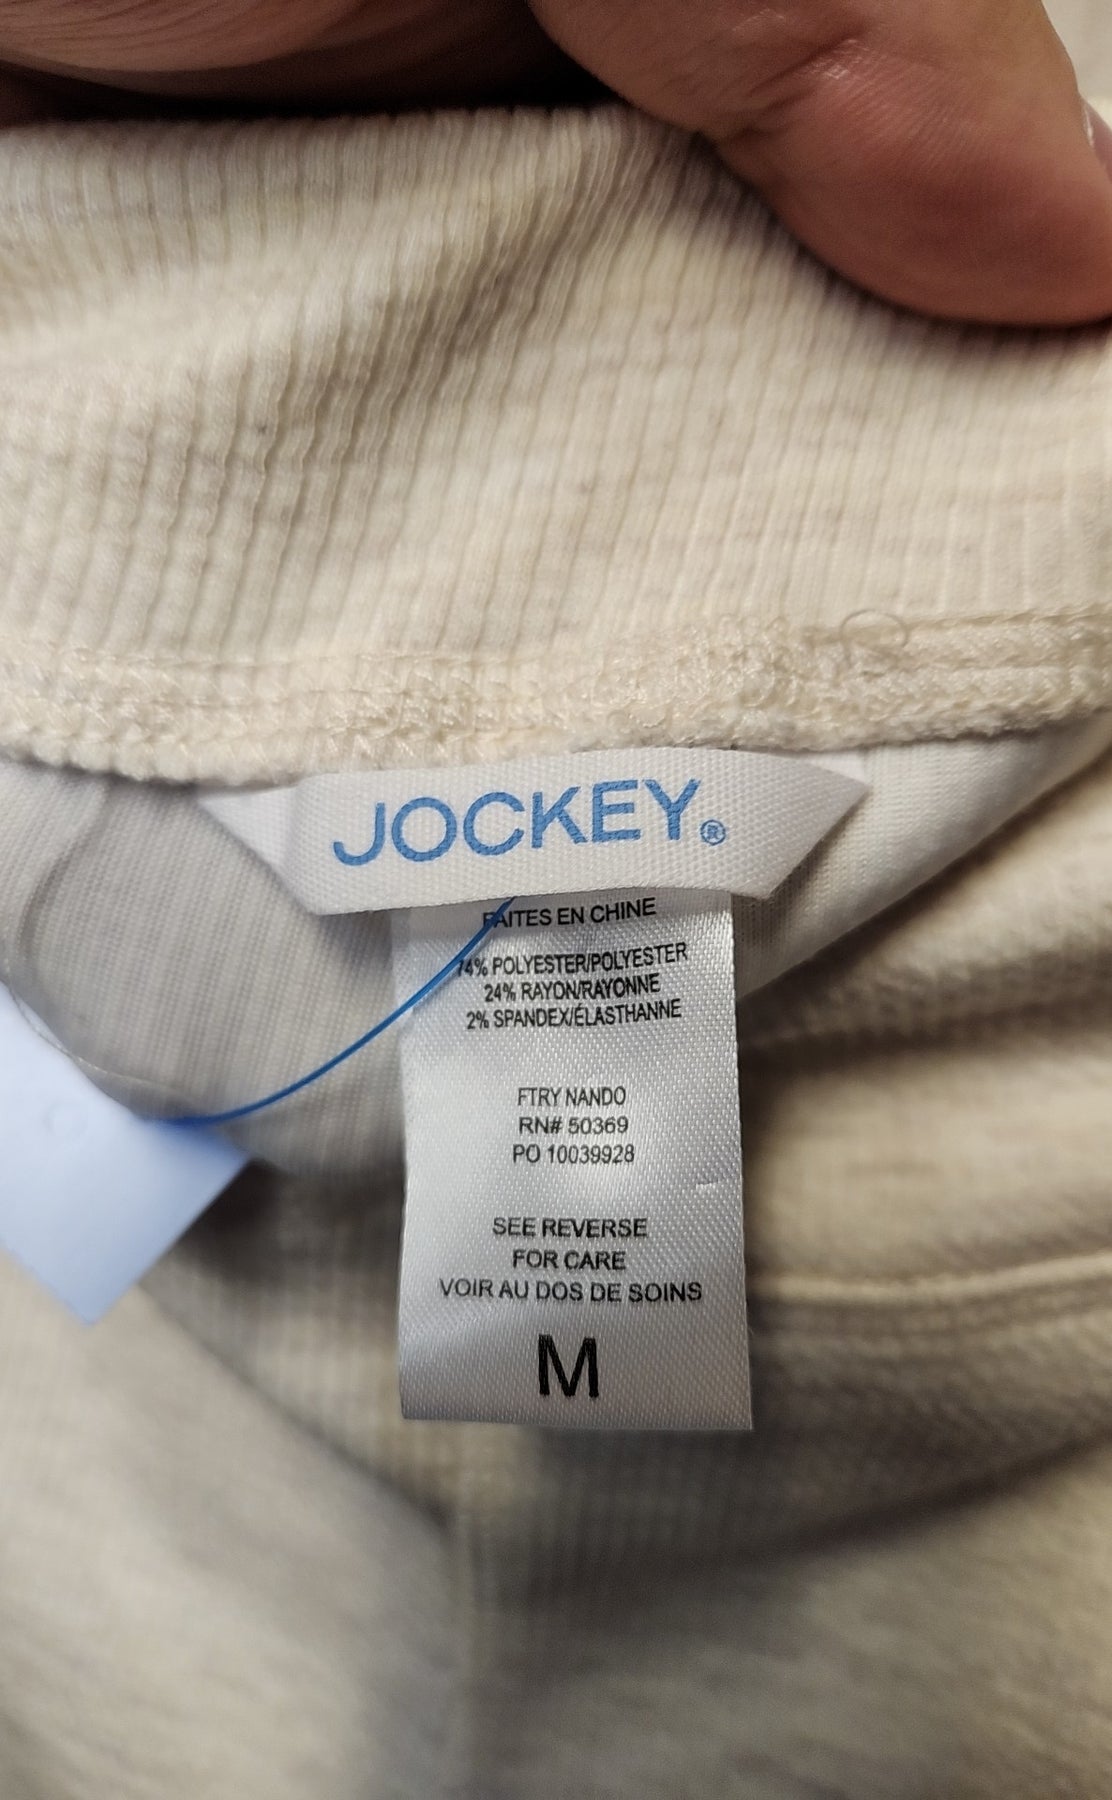 JOCKEY®
FAITES EN CHINE
74% POLYESTER/POLYESTER
24% RAYON/RAYONNE
2% SPANDEX/ÉLASTHANNE
FTRY NANDO
RN# 50369
PO 10039928
SEE REVERSE
FOR CARE
VOIR AU DOS DE SOINS
M